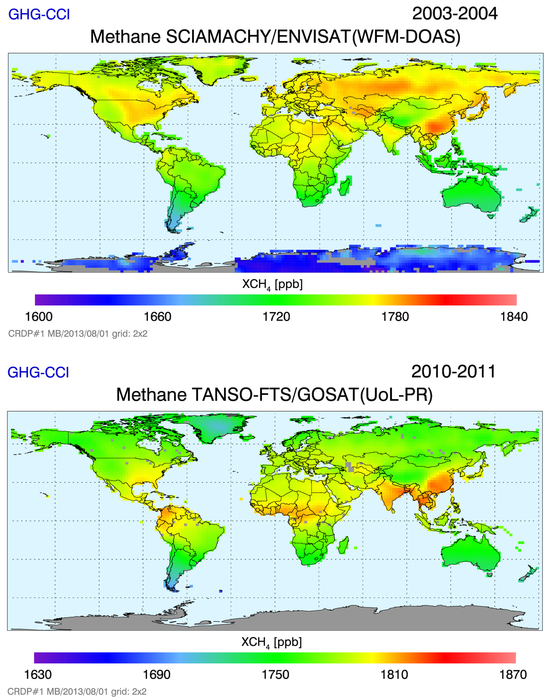 GHG-CCI 2003-2004
Methane SCIAMACHY/ENVISAT(WFM-DOAS)
XCH₄ [ppb]
1600 1660 1720 1780 1840
CRDP#1 MB/2013/08/01 grid: 2x2
GHG-CCI 2010-2011
Methane TANSO-FTS/GOSAT(UoL-PR)
XCH₄ [ppb]
1630 1690 1750 1810 1870
CRDP#1 MB/2013/08/01 grid: 2x2